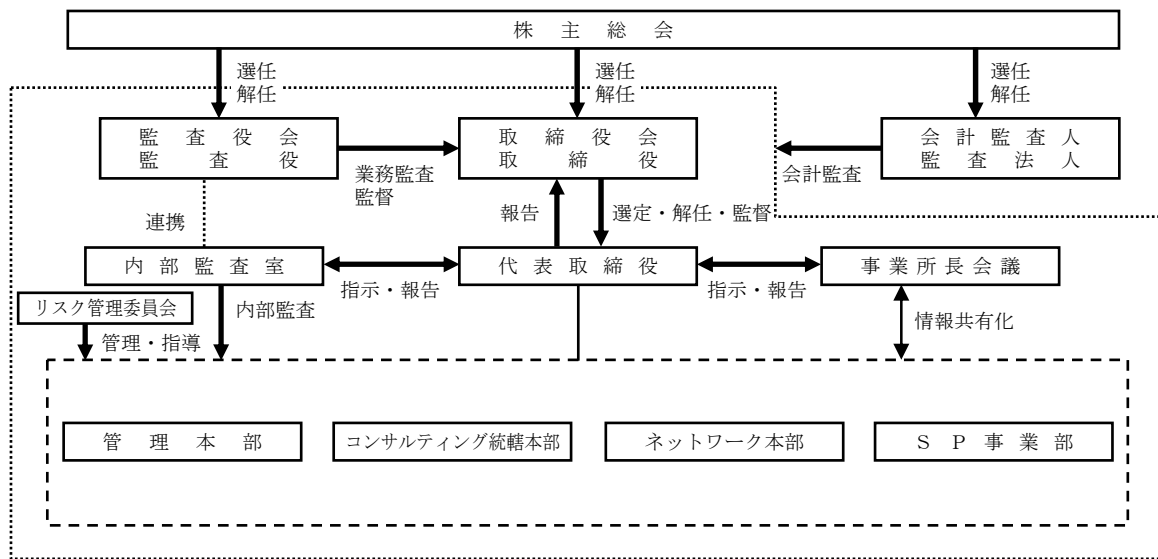 株主総会
選任
解任
選任
解任
選任
解任
監査役会
監査役
取締役会
取締役
会計監査人
監査法人
業務監査
監督
会計監査
連携
報告
選定・解任・監督
内部監査室
代表取締役
事業所長会議
指示・報告
指示・報告
リスク管理委員会
内部監査
情報共有化
管理・指導
管理本部
コンサルティング統轄本部
ネットワーク本部
SP事業部